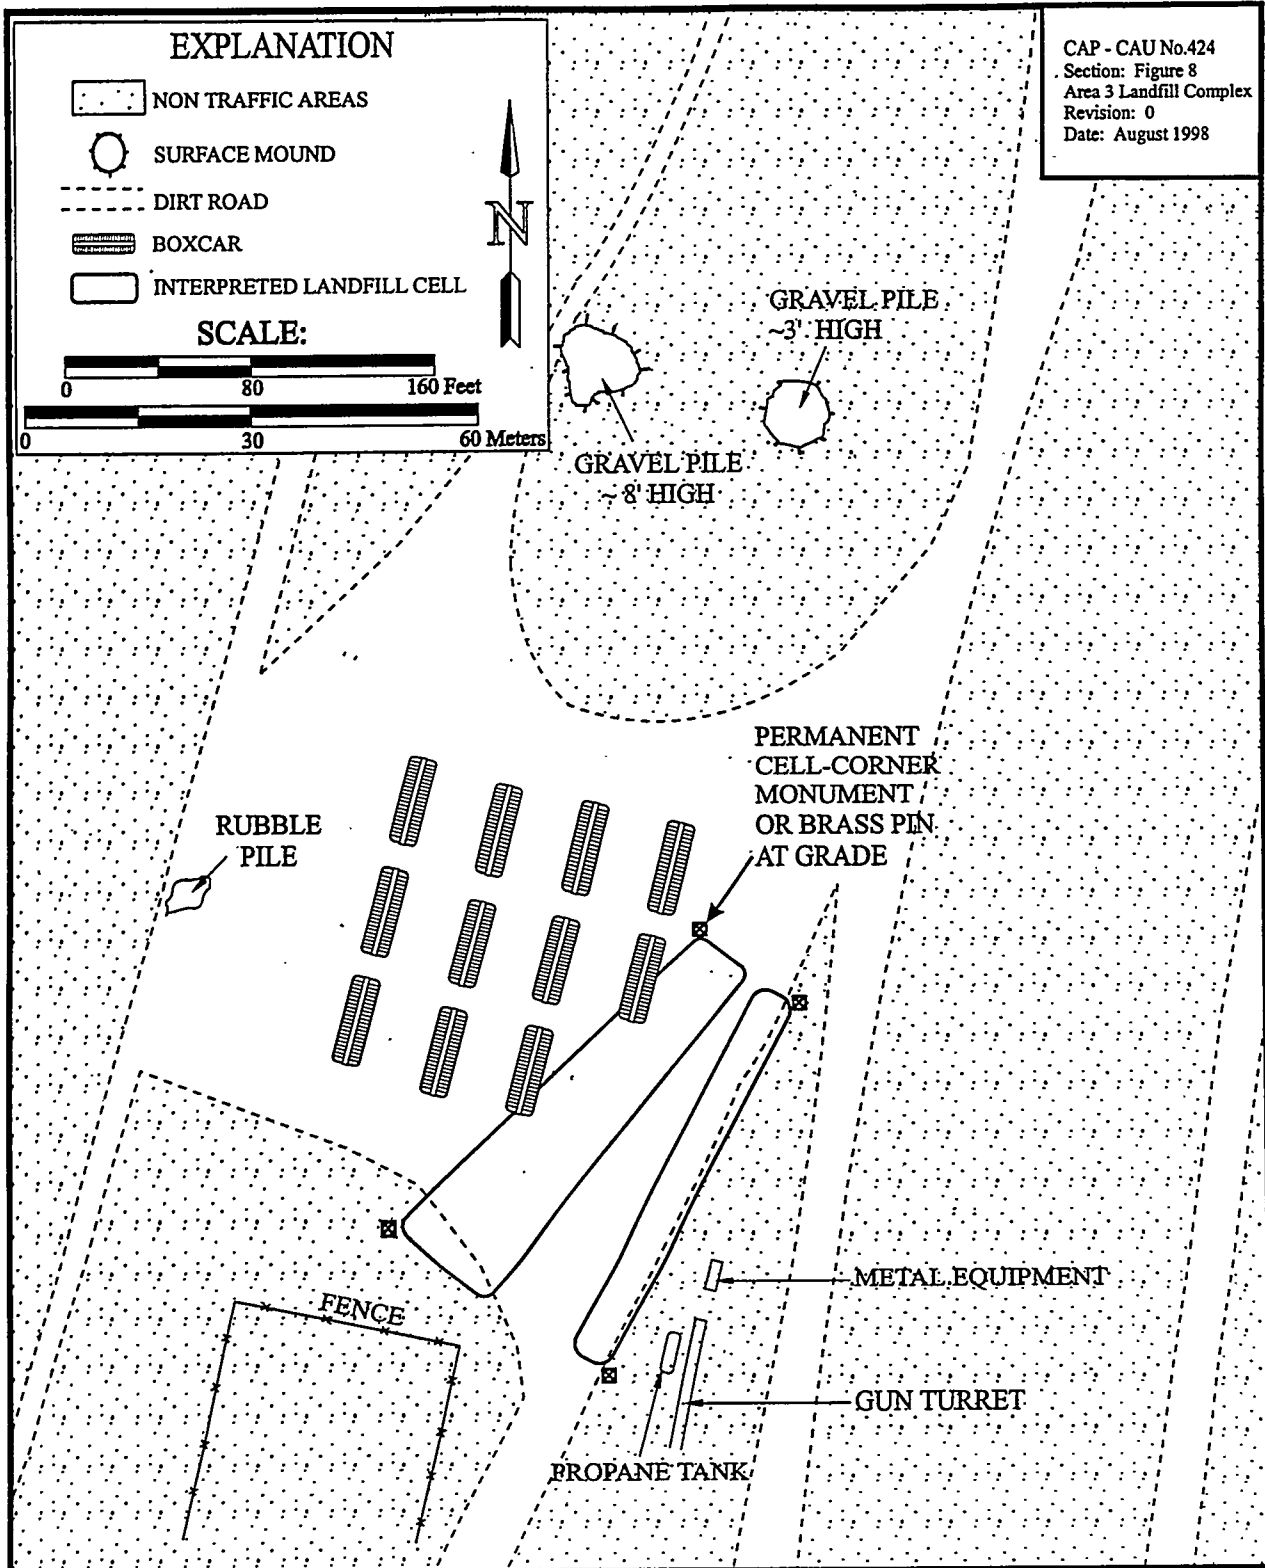 EXPLANATION
NON TRAFFIC AREAS
SURFACE MOUND
DIRT ROAD
BOXCAR
INTERPRETED LANDFILL CELL
N
SCALE:
0 80 160 Feet
0 30 60 Meters
CAP - CAU No.424
Section: Figure 8
Area 3 Landfill Complex
Revision: 0
Date: August 1998
GRAVEL PILE
~3' HIGH
GRAVEL PILE
~ 8' HIGH
PERMANENT
CELL-CORNER
MONUMENT
OR BRASS PIN
AT GRADE
RUBBLE
PILE
METAL EQUIPMENT
FENCE
GUN TURRET
PROPANE TANK